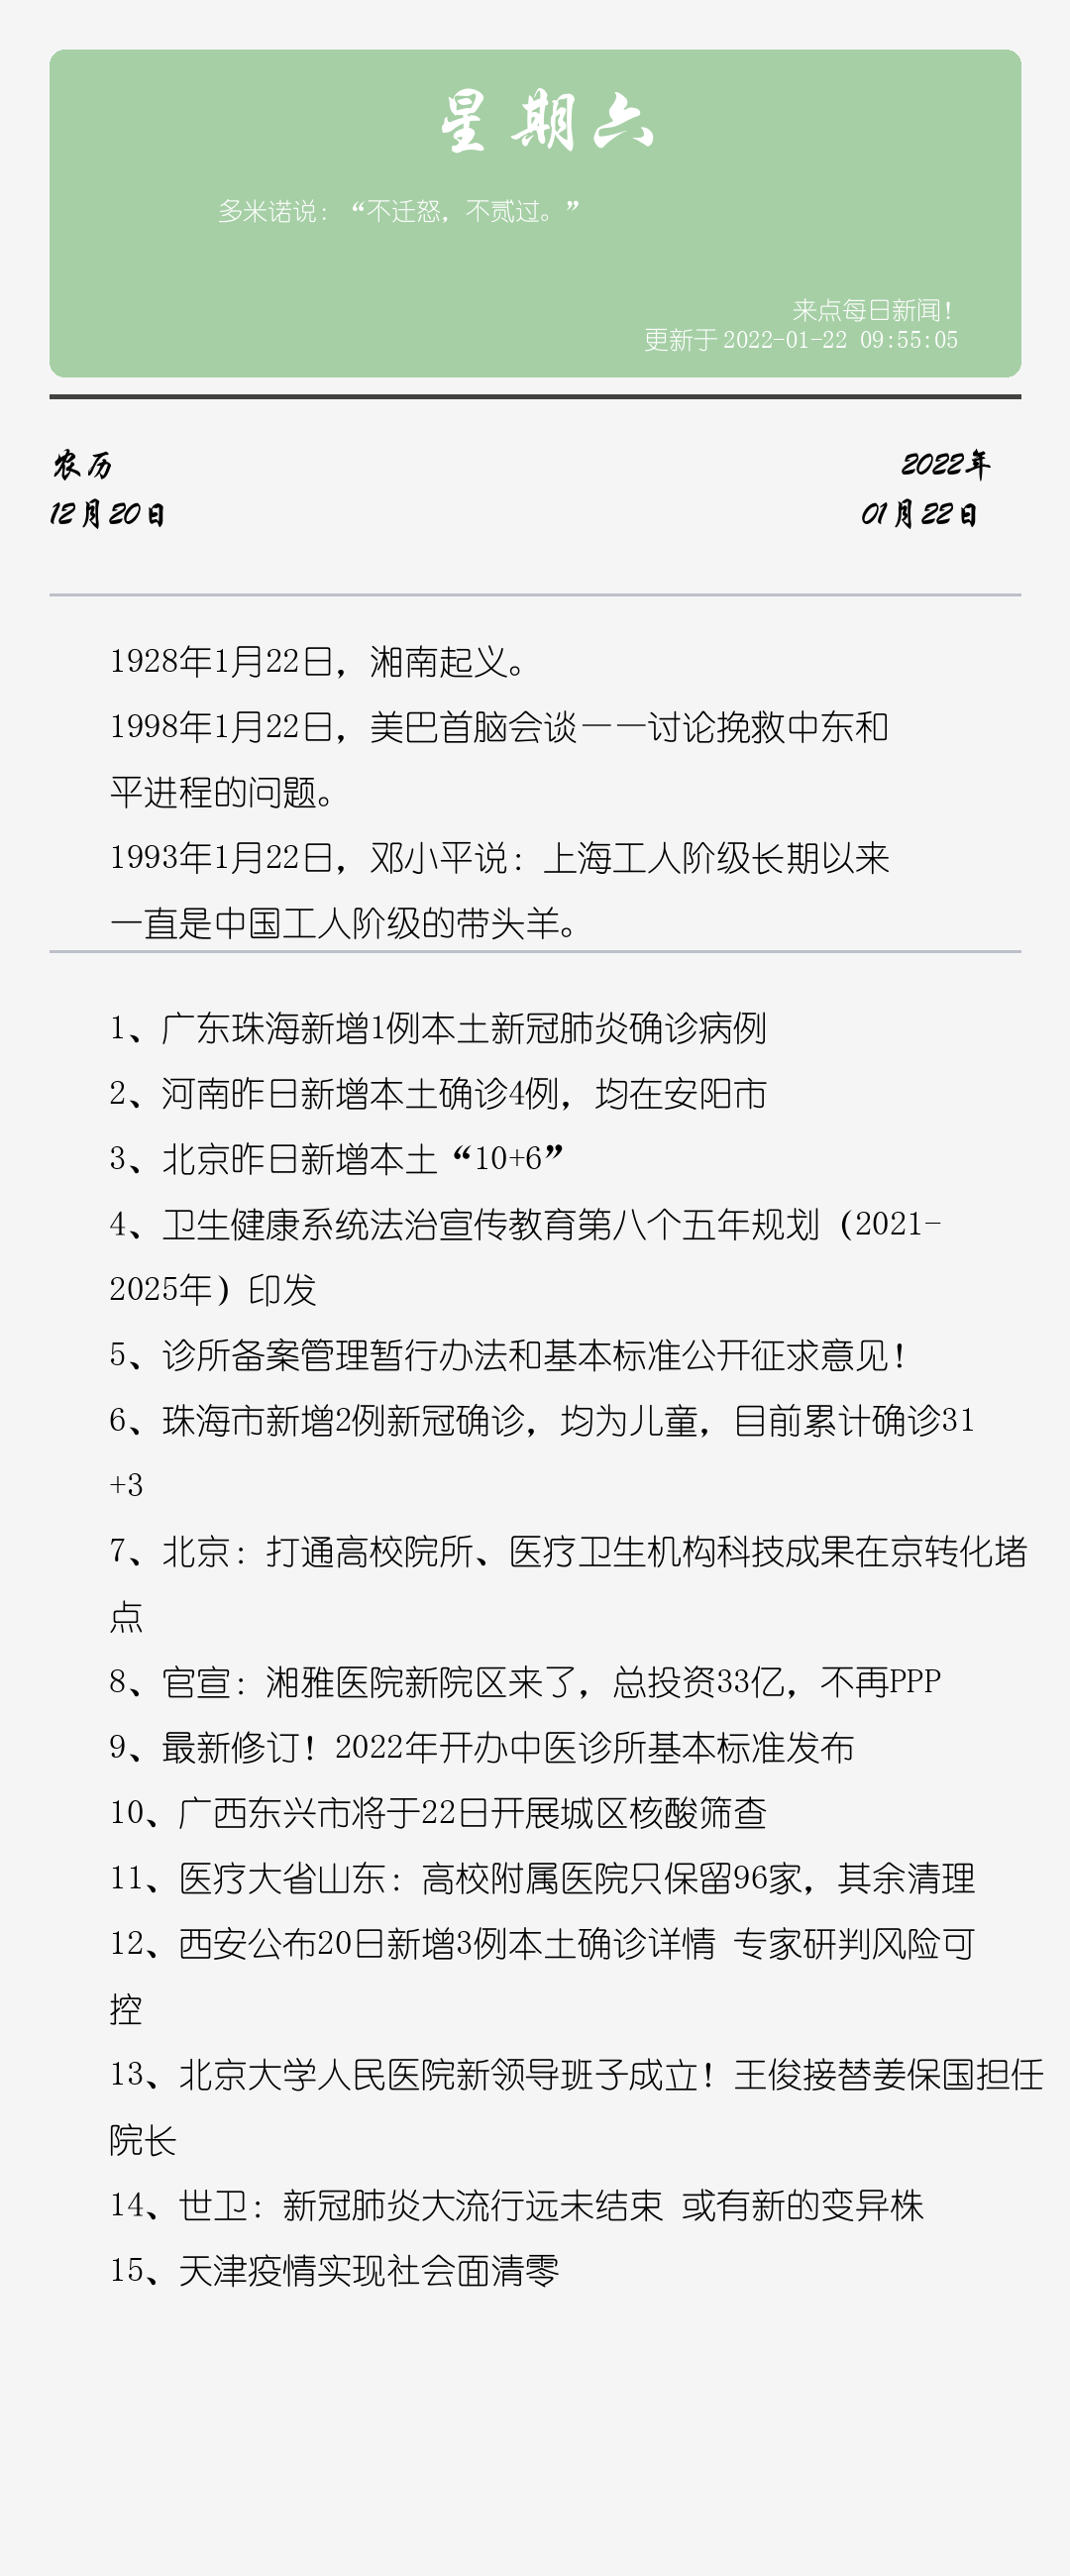 星期六
多米诺说：“不迁怒，不贰过。”
来点每日新闻！
更新于 2022-01-22 09:55:05
农历
12月20日
2022年
01月22日
1928年1月22日，湘南起义。
1998年1月22日，美巴首脑会谈——讨论挽救中东和
平进程的问题。
1993年1月22日，邓小平说：上海工人阶级长期以来
一直是中国工人阶级的带头羊。
1、广东珠海新增1例本土新冠肺炎确诊病例
2、河南昨日新增本土确诊4例，均在安阳市
3、北京昨日新增本土“10+6”
4、卫生健康系统法治宣传教育第八个五年规划（2021-
2025年）印发
5、诊所备案管理暂行办法和基本标准公开征求意见！
6、珠海市新增2例新冠确诊，均为儿童，目前累计确诊31
+3
7、北京：打通高校院所、医疗卫生机构科技成果在京转化堵
点
8、官宣：湘雅医院新院区来了，总投资33亿，不再PPP
9、最新修订！2022年开办中医诊所基本标准发布
10、广西东兴市将于22日开展城区核酸筛查
11、医疗大省山东：高校附属医院只保留96家，其余清理
12、西安公布20日新增3例本土确诊详情 专家研判风险可
控
13、北京大学人民医院新领导班子成立！王俊接替姜保国担任
院长
14、世卫：新冠肺炎大流行远未结束 或有新的变异株
15、天津疫情实现社会面清零